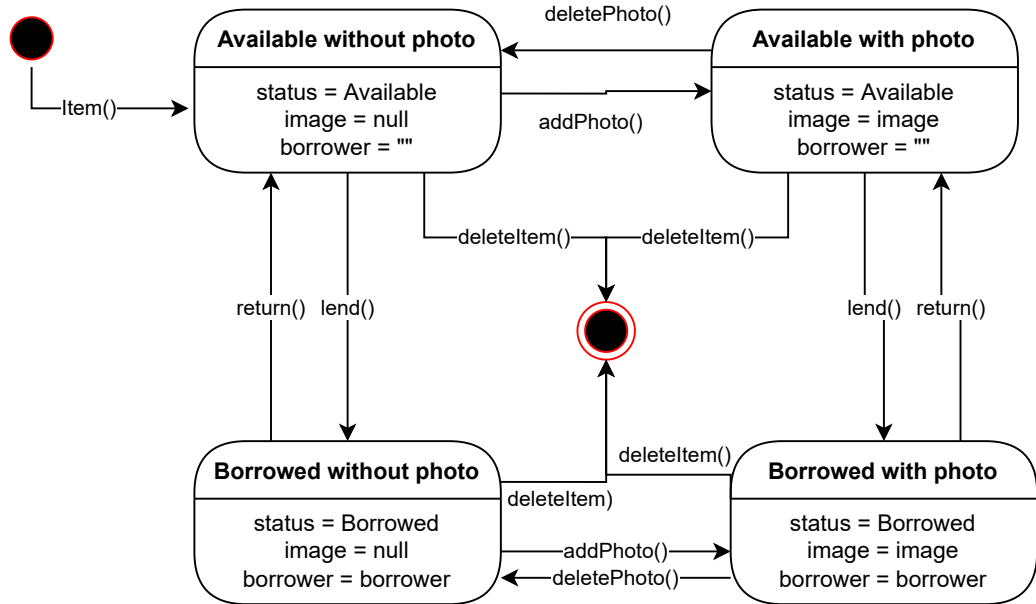 deletePhoto()
Available without photo
Available with photo
status = Available
image = null
borrower = ""
status = Available
image = image
borrower = ""
Item()
addPhoto()
deleteItem()
deleteItem()
return()
lend()
lend()
return()
Borrowed without photo
deleteItem()
Borrowed with photo
deleteItem)
status = Borrowed
image = null
borrower = borrower
addPhoto()
deletePhoto()
status = Borrowed
image = image
borrower = borrower